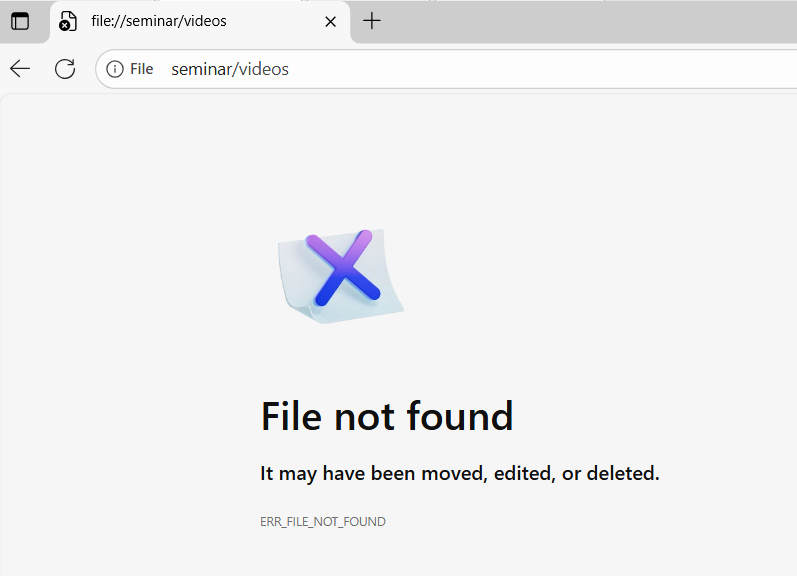 file://seminar/videos
File seminar/videos
File not found
It may have been moved, edited, or deleted.
ERR_FILE_NOT_FOUND